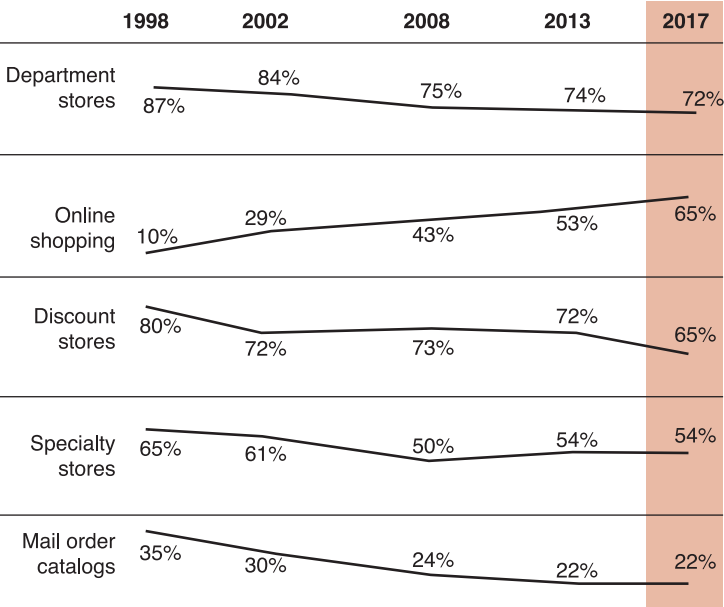 1998 2002 2008 2013 2017
Department
stores
87% 84% 75% 74% 72%
Online
shopping
10% 29% 43% 53% 65%
Discount
stores
80% 72% 73% 72% 65%
Specialty
stores
65% 61% 50% 54% 54%
Mail order
catalogs
35% 30% 24% 22% 22%